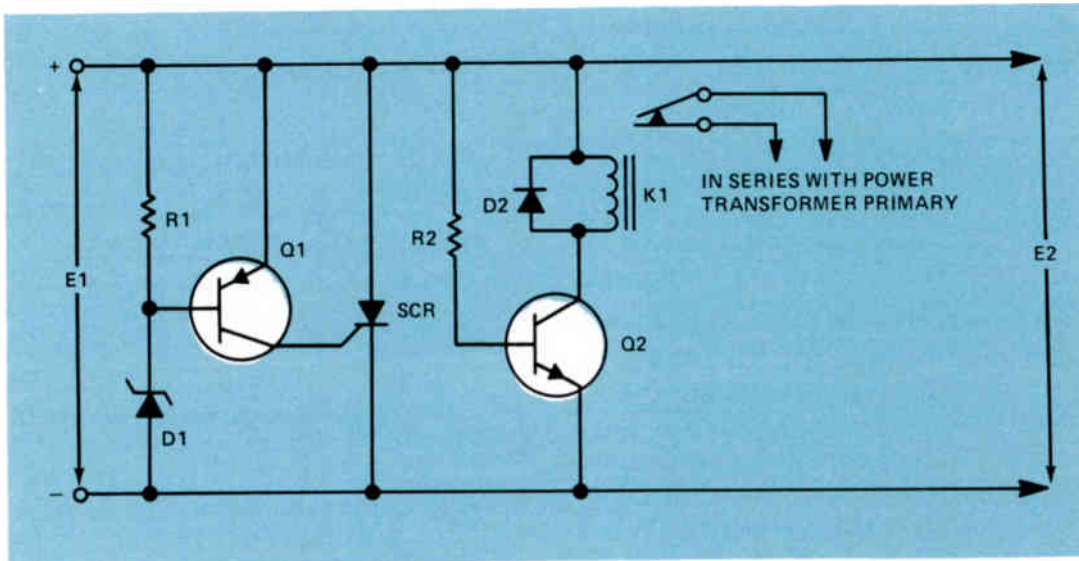 +
R1
Q1
E1
SCR
R2
D2
K1
IN SERIES WITH POWER
TRANSFORMER PRIMARY
Q2
E2
D1
–